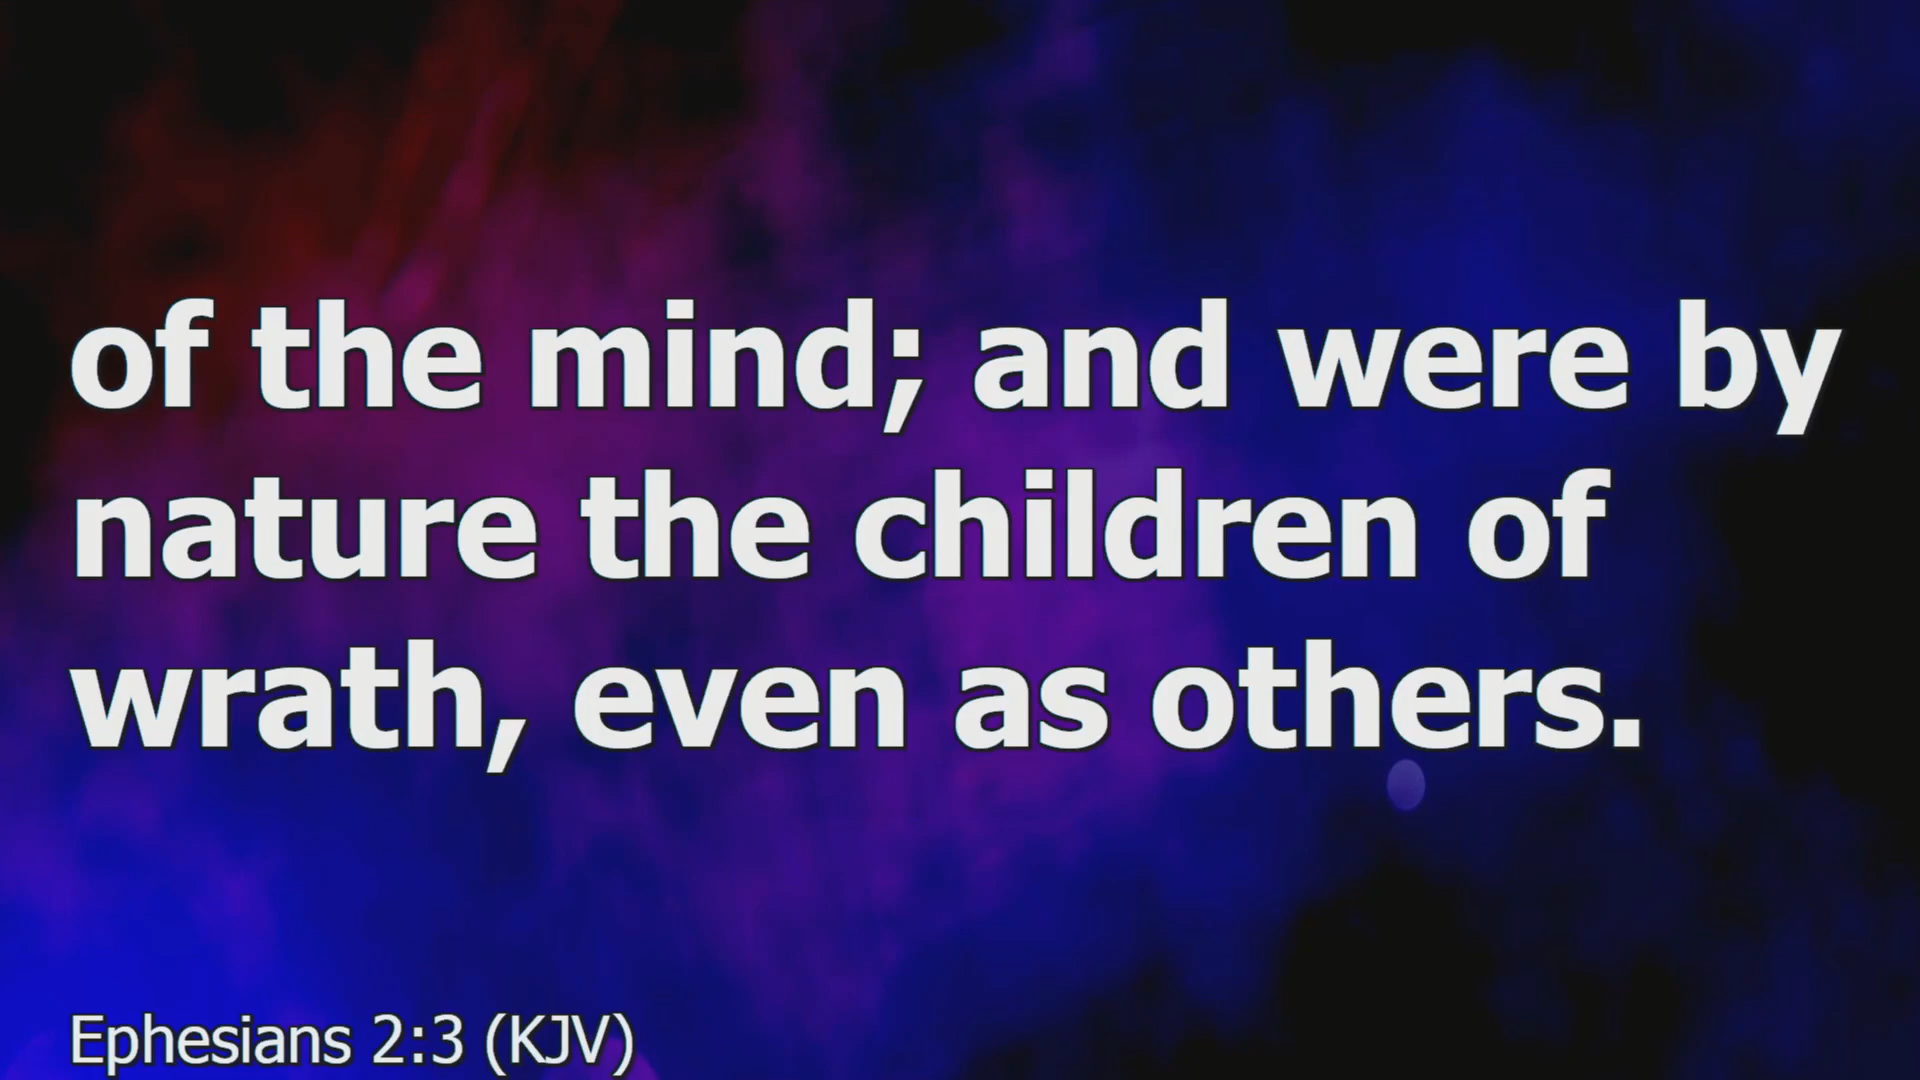 of the mind; and were by
nature the children of
wrath, even as others.
Ephesians 2:3 (KJV)